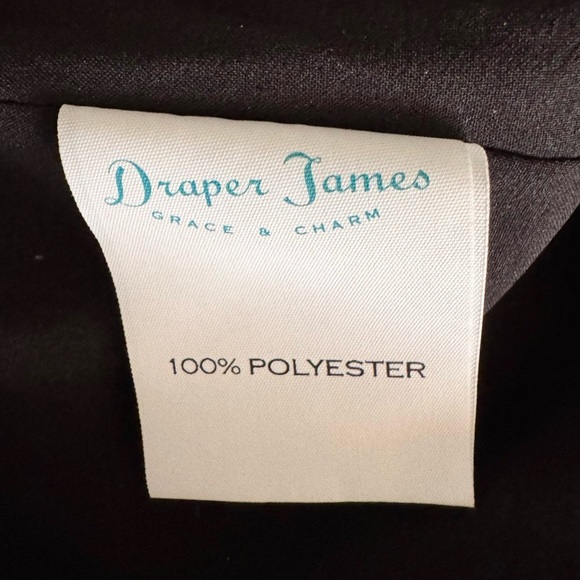 Draper James
GRACE & CHARM
100% POLYESTER